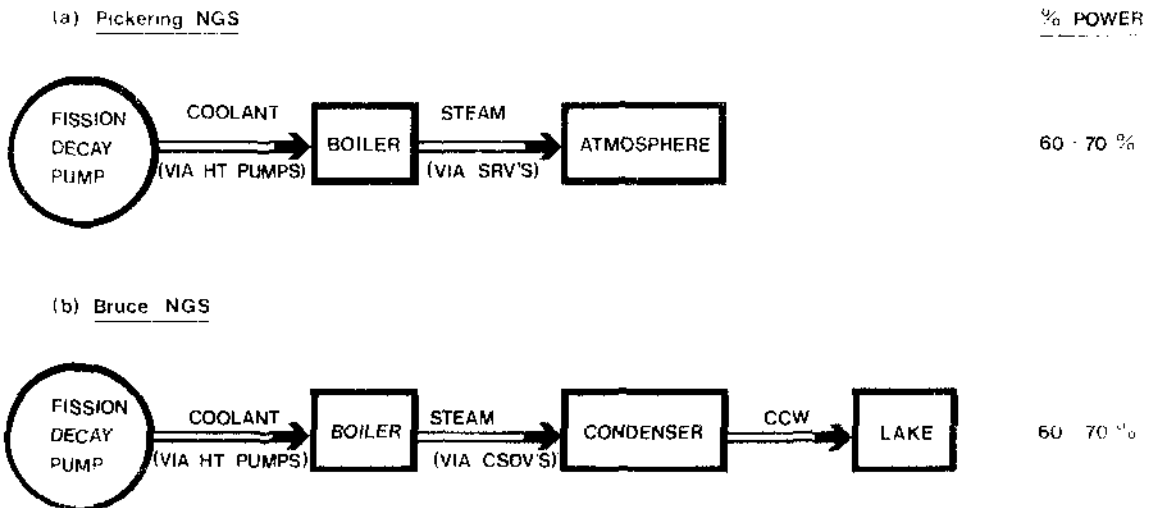 (a) Pickering NGS
% POWER
FISSION
DECAY
PUMP
COOLANT
(VIA HT PUMPS)
BOILER
STEAM
(VIA SRV'S)
ATMOSPHERE
60 - 70 %
(b) Bruce NGS
FISSION
DECAY
PUMP
COOLANT
(VIA HT PUMPS)
BOILER
STEAM
(VIA CSDV'S)
CONDENSER
CCW
LAKE
60 70 %